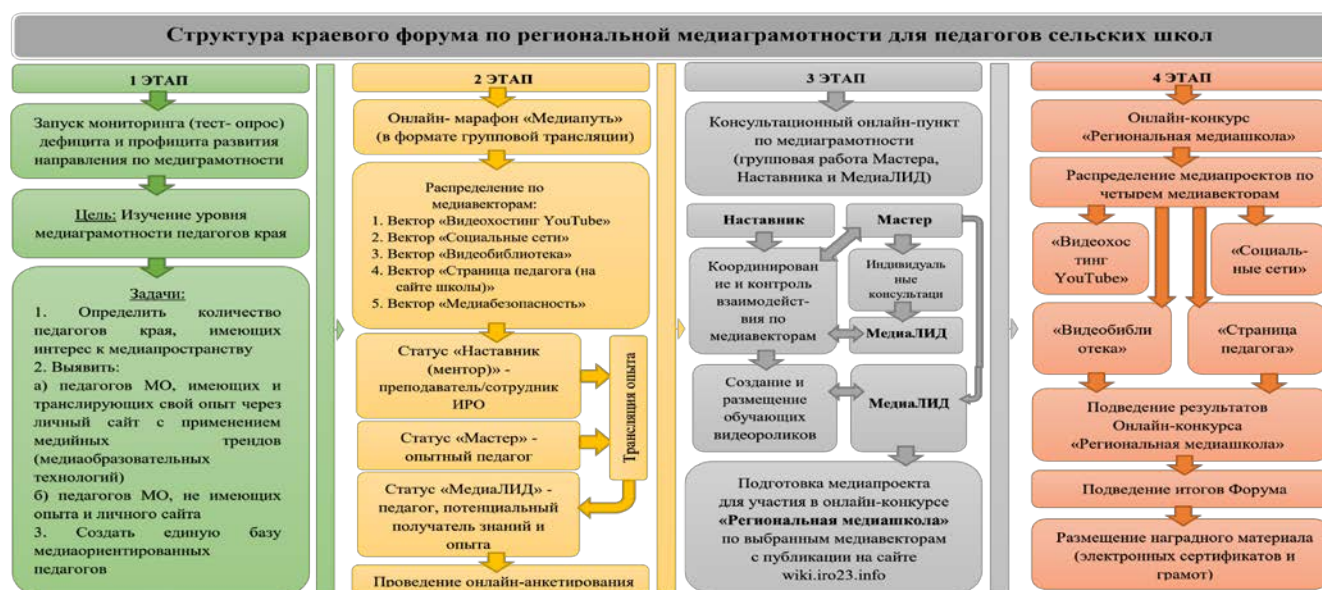 Структура краевого форума по региональной медиаграмотности для педагогов сельских школ
1 ЭТАП
Запуск мониторинга (тест- опрос)
дефицита и профицита развития
направления по медиграмотности
Цель: Изучение уровня
медиаграмотности педагогов края
Задачи:
1. Определить количество
педагогов края, имеющих
интерес к медиапространству
2. Выявить:
а) педагогов МО, имеющих и
транслирующих свой опыт через
личный сайт с применением
медийных трендов
(медиаобразовательных
технологий)
б) педагогов МО, не имеющих
опыта и личного сайта
3. Создать единую базу
медиаориентированных
педагогов
2 ЭТАП
Онлайн- марафон «Медиапуть»
(в формате групповой трансляции)
Распределение по
медиавекторам:
1. Вектор «Видеохостинг YouTube»
2. Вектор «Социальные сети»
3. Вектор «Видеобиблиотека»
4. Вектор «Страница педагога (на
сайте школы)»
5. Вектор «Медиабезопасность»
Статус «Наставник
(ментор)» -
преподаватель/сотрудник
ИРО
Статус «Мастер» -
опытный педагог
Статус «МедиаЛИД» -
педагог, потенциальный
получатель знаний и
опыта
Трансляция опыта
Проведение онлайн-анкетирования
3 ЭТАП
Консультационный онлайн-пункт
по медиаграмотности
(групповая работа Мастера,
Наставника и МедиаЛИД)
Наставник
Мастер
Координирован
ие и контроль
взаимодейст-
вия по
медиавекторам
Индивидуаль
ные
консультаци
МедиаЛИД
Создание и
размещение
обучающих
видеороликов
МедиаЛИД
Подготовка медиапроекта
для участия в онлайн-конкурсе
«Региональная медиашкола»
по выбранным медиавекторам
с публикации на сайте
wiki.iro23.info
4 ЭТАП
Онлайн-конкурс
«Региональная медиашкола»
Распределение медиапроектов по
четырем медиавекторам
«Видеохос
тинг
YouTube»
«Социаль-
ные сети»
«Видеобибли
отека»
«Страница
педагога»
Подведение результатов
Онлайн-конкурса
«Региональная медиашкола»
Подведение итогов Форума
Размещение наградного материала
(электронных сертификатов и
грамот)